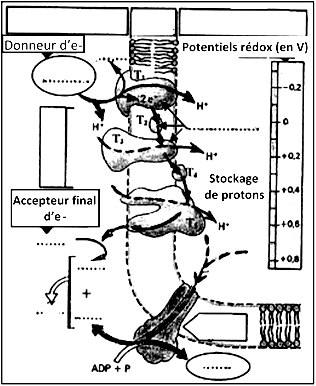 Donneur d'e-
Potentiels rédox (en V)
T₁
- 0,2
2e⁻
H⁺
0
T₂
H⁺
T₃
H⁺
+0,2
T₄
Stockage
de protons
+0,4
Accepteur final
d'e-
H⁺
+0,6
+
+0,8
ADP + P